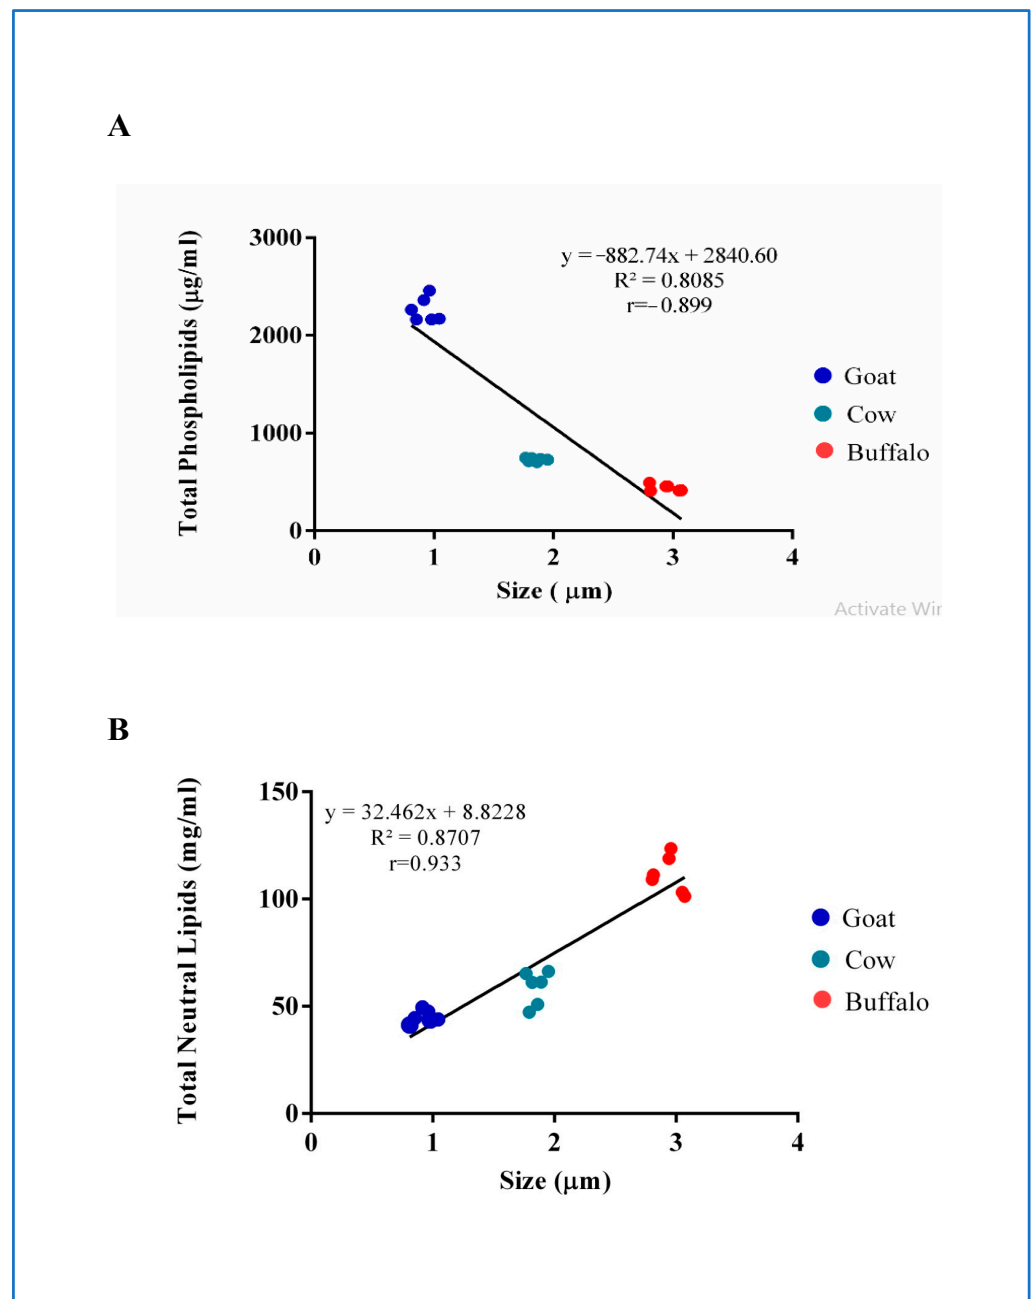 A
Total Phospholipids (μg/ml)
3000
2000
1000
0
y = -882.74x + 2840.60
R² = 0.8085
r=- 0.899
Goat
Cow
Buffalo
0 1 2 3 4
Size ( μm)
Activate Wir
B
Total Neutral Lipids (mg/ml)
150
100
50
0
y = 32.462x + 8.8228
R² = 0.8707
r=0.933
Goat
Cow
Buffalo
0 1 2 3 4
Size (μm)